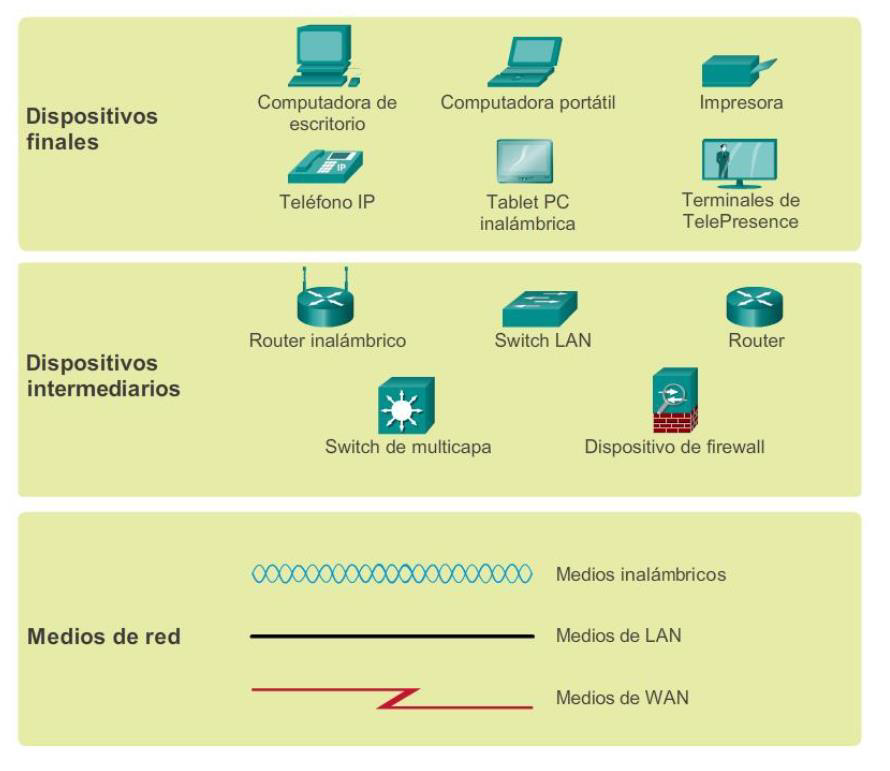 Dispositivos
finales
Computadora de
escritorio
Computadora portátil
Impresora
IP
Teléfono IP
Tablet PC
inalámbrica
Terminales de
TelePresence
Dispositivos
intermediarios
Router inalámbrico
Switch LAN
Router
Switch de multicapa
Dispositivo de firewall
Medios de red
Medios inalámbricos
Medios de LAN
Medios de WAN